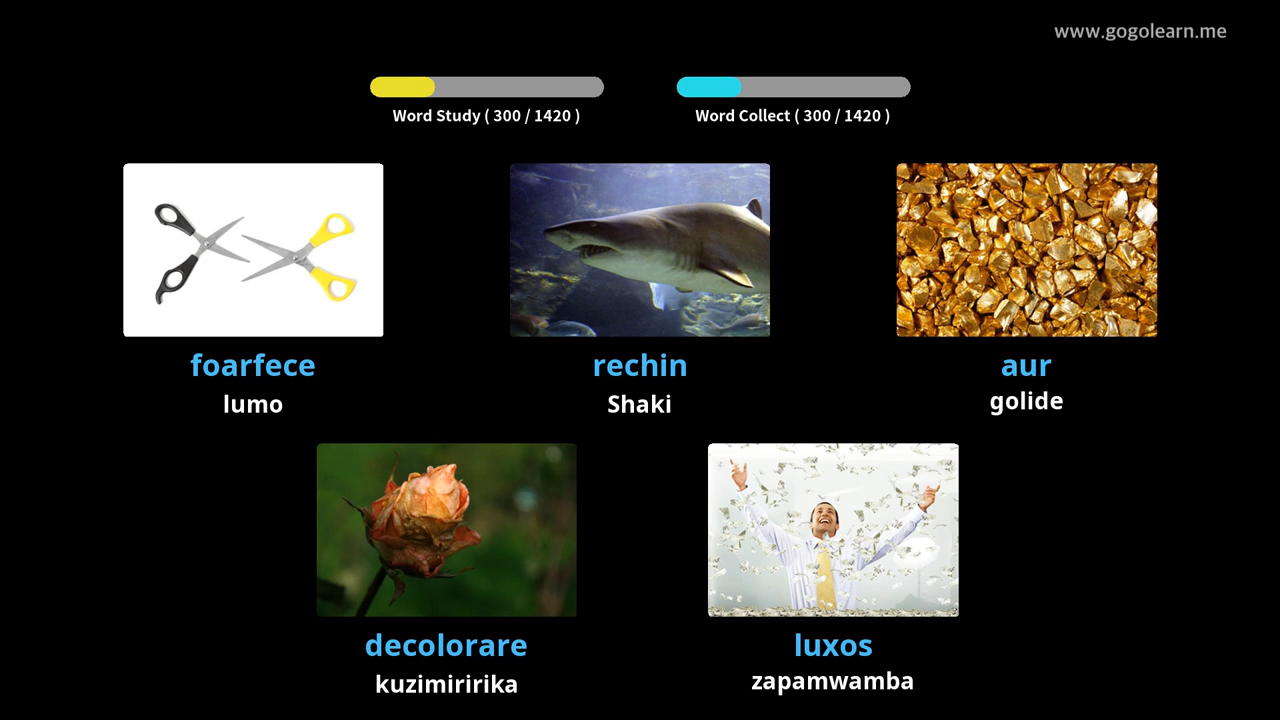 www.gogolearn.me
Word Study ( 300 / 1420 )
Word Collect ( 300 / 1420 )
foarfece
lumo
rechin
Shaki
aur
golide
decolorare
kuzimiririka
luxos
zapamwamba